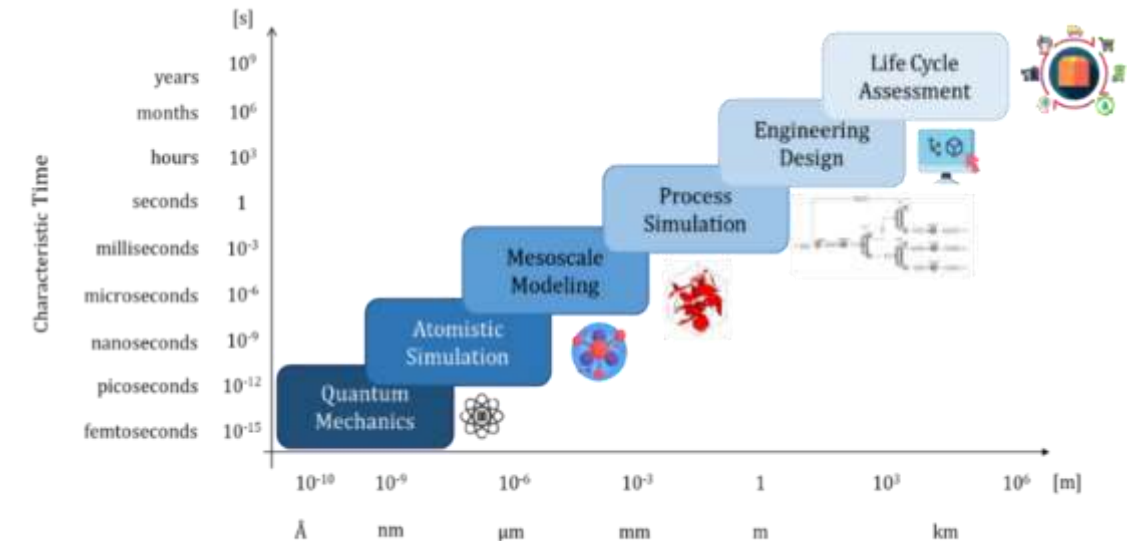 [s]
years
10⁹
months
10⁶
hours
10³
seconds
1
milliseconds
10⁻³
microseconds
10⁻⁶
nanoseconds
10⁻⁹
picoseconds
10⁻¹²
femtoseconds
10⁻¹⁵
Characteristic Time
Life Cycle
Assessment
Engineering
Design
Process
Simulation
Mesoscale
Modeling
Atomistic
Simulation
Quantum
Mechanics
10⁻¹⁰ 10⁻⁹ 10⁻⁶ 10⁻³ 1 10³ 10⁶ [m]
Å nm μm mm m km